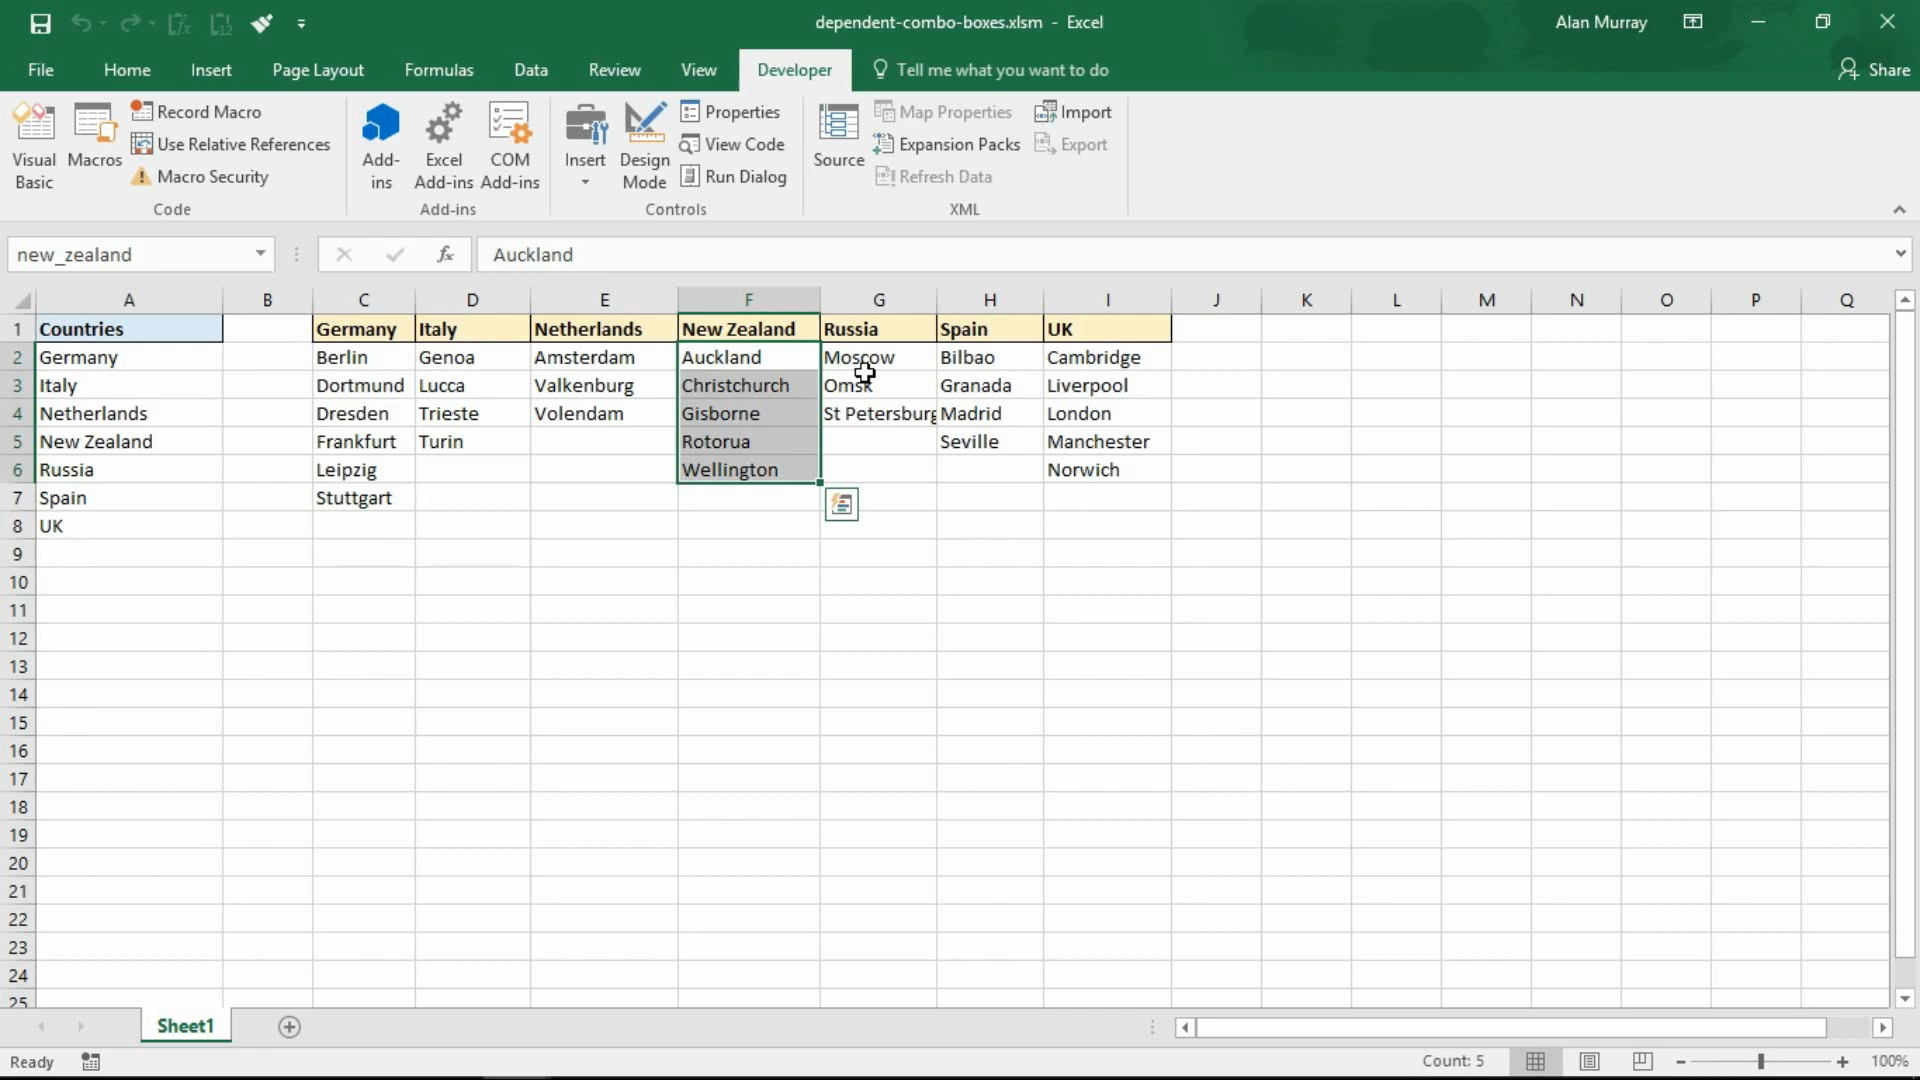 dependent-combo-boxes.xlsm - Excel
Alan Murray
File Home Insert Page Layout Formulas Data Review View Developer Tell me what you want to do Share
Visual Basic
Macros
Record Macro
Use Relative References
Macro Security
Code
Add-ins
Excel Add-ins
COM Add-ins
Add-ins
Insert
Design Mode
Properties
View Code
Run Dialog
Controls
Source
Map Properties
Expansion Packs
Refresh Data
Import
Export
XML
new_zealand
fx
Auckland
A B C D E F G H I J K L M N O P Q
1 Countries Germany Italy Netherlands New Zealand Russia Spain UK
2 Germany Berlin Genoa Amsterdam Auckland Moscow Bilbao Cambridge
3 Italy Dortmund Lucca Valkenburg Christchurch Omsk Granada Liverpool
4 Netherlands Dresden Trieste Volendam Gisborne St Petersburg Madrid London
5 New Zealand Frankfurt Turin Rotorua Seville Manchester
6 Russia Leipzig Wellington Norwich
7 Spain Stuttgart
8 UK
9
10
11
12
13
14
15
16
17
18
19
20
21
22
23
24
25
Sheet1
Ready
Count: 5
100%